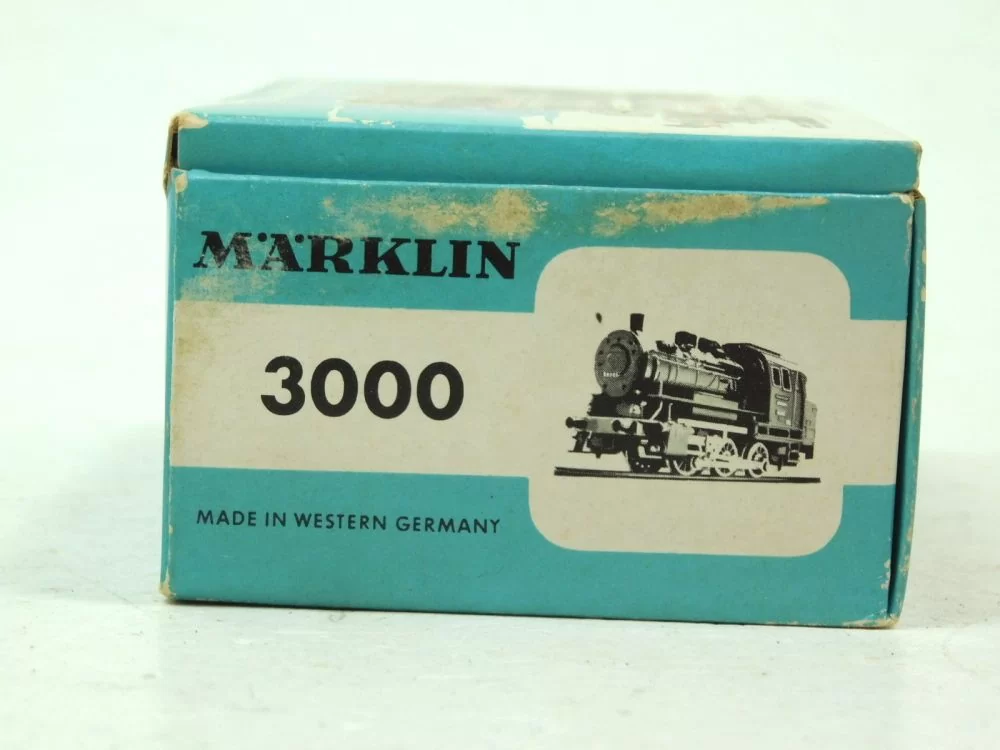 MÄRKLIN
3000
MADE IN WESTERN GERMANY